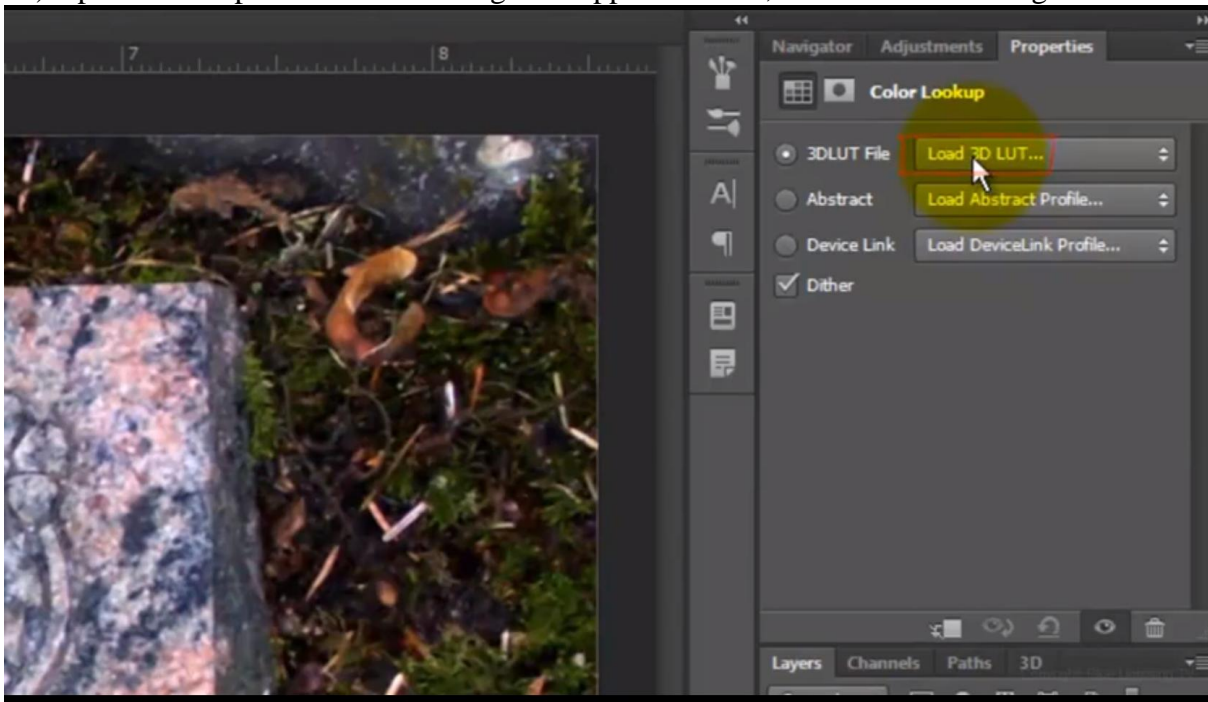 7 8
Navigator Adjustments Properties
Color Lookup
3DLUT File Load 3D LUT...
A|
Abstract Load Abstract Profile...
¶
Device Link Load DeviceLink Profile...
Dither
Layers Channels Paths 3D